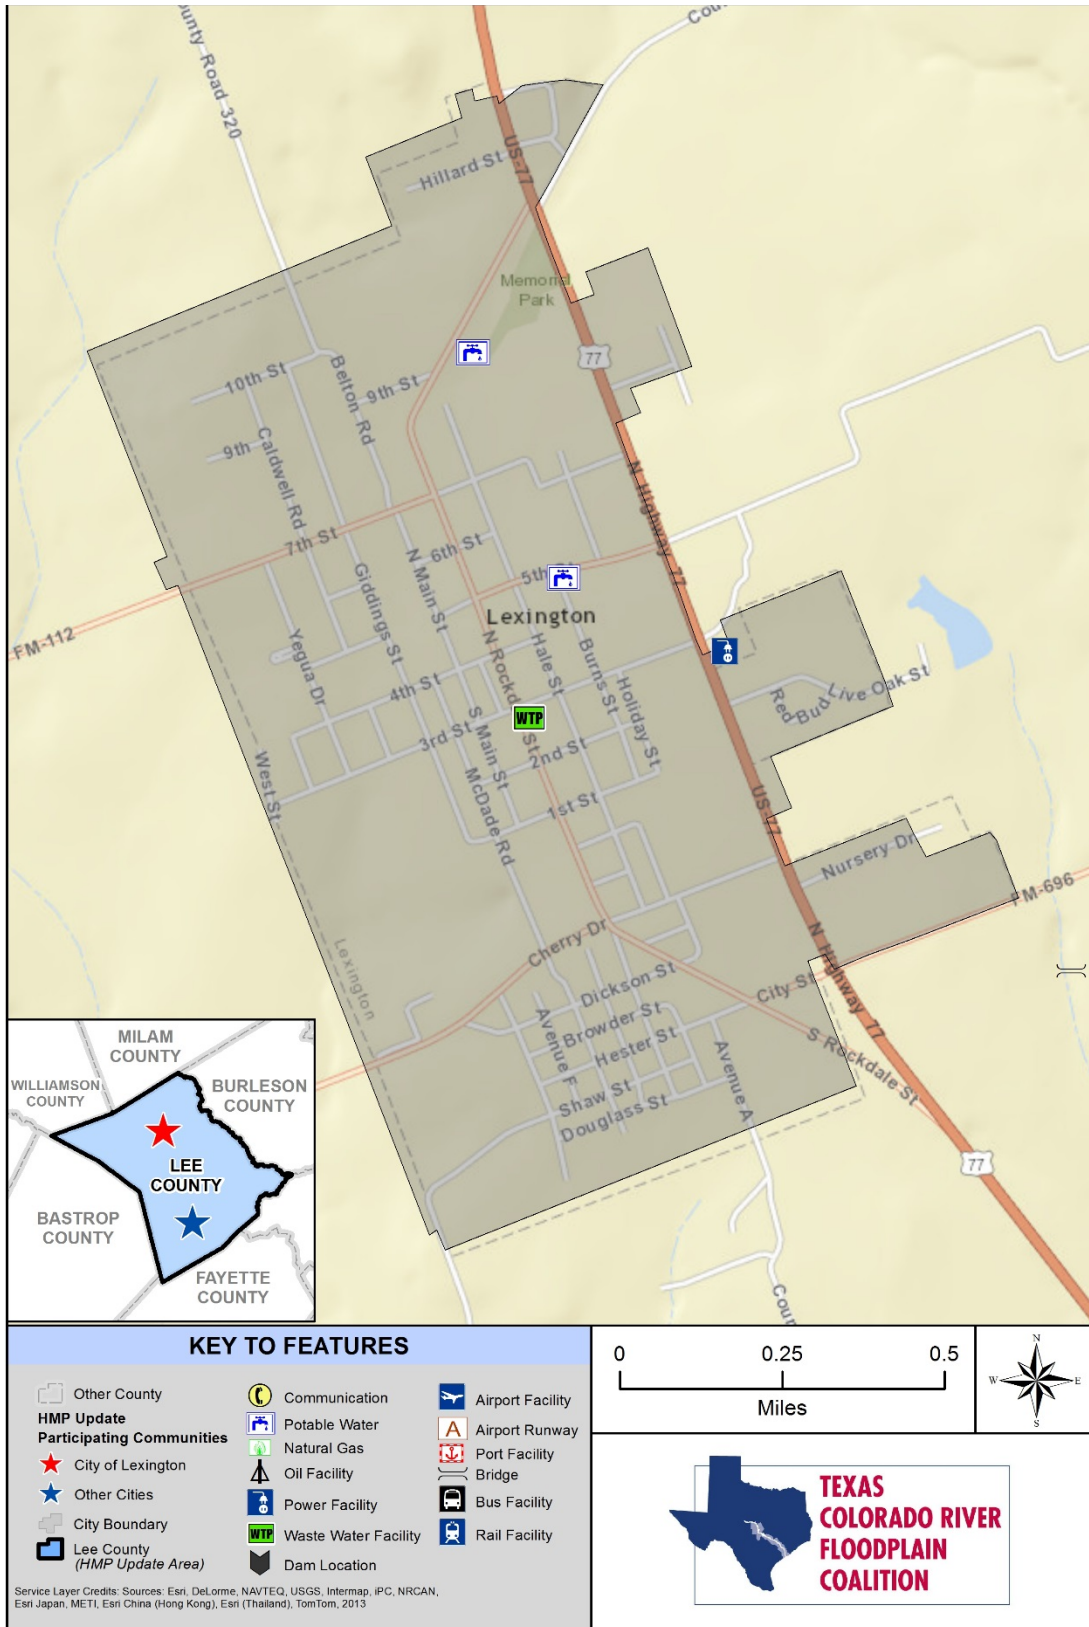 County Road 320
Cou
US-77
Hillard St
Memorial
Park
77
10th St
Belton Rd
9th St
9th
Caldwell Rd
N Highway 77
7th St
6th St
N Main St
5th St
Giddings St
Lexington
FM-112
Yegua Dr
N Rockdale St.
Hale St
Burns St
Holiday St
4th St
3rd St
S Main St
2nd St
Red Bud
Live Oak St
West St
McDade Rd
1st St
US-77
Nursery Dr
FM-696
Cherry Dr
N Highway 77
Lexington
Dickson St
City St
Browder St
Avenue F
Hester St
Avenue A
S Rockdale St
Shaw St
Douglass St
77
Coun
WTP
MILAM
COUNTY
WILLIAMSON
COUNTY
BURLESON
COUNTY
LEE
COUNTY
BASTROP
COUNTY
FAYETTE
COUNTY
KEY TO FEATURES
Other County
HMP Update
Participating Communities
City of Lexington
Other Cities
City Boundary
Lee County
(HMP Update Area)
Communication
Potable Water
Natural Gas
Oil Facility
Power Facility
WTP Waste Water Facility
Dam Location
Airport Facility
A Airport Runway
Port Facility
Bridge
Bus Facility
Rail Facility
Service Layer Credits: Sources: Esri, DeLorme, NAVTEQ, USGS, Intermap, iPC, NRCAN,
Esri Japan, METI, Esri China (Hong Kong), Esri (Thailand), TomTom, 2013
0 0.25 0.5
Miles
N
W E
S
TEXAS
COLORADO RIVER
FLOODPLAIN
COALITION